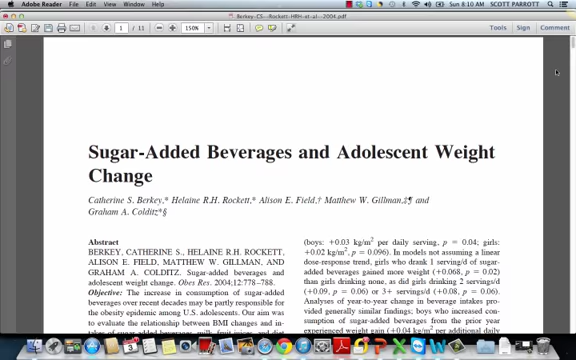 Adobe Reader File Edit View Window Help
Sun 8:10 AM SCOTT PARROTT
Berkey-CS--Rockett-HRH-et-al--2004.pdf
1 / 11 150% Tools Sign Comment
Sugar-Added Beverages and Adolescent Weight
Change
Catherine S. Berkey,* Helaine R.H. Rockett,* Alison E. Field,† Matthew W. Gillman,‡¶ and
Graham A. Colditz*§
Abstract
BERKEY, CATHERINE S., HELAINE R.H. ROCKETT,
ALISON E. FIELD, MATTHEW W. GILLMAN, AND
GRAHAM A. COLDITZ. Sugar-added beverages and
adolescent weight change. Obes Res. 2004;12:778–788.
Objective: The increase in consumption of sugar-added
beverages over recent decades may be partly responsible for
the obesity epidemic among U.S. adolescents. Our aim was
to evaluate the relationship between BMI changes and in-
(boys: +0.03 kg/m² per daily serving, p = 0.04; girls:
+0.02 kg/m², p = 0.096). In models not assuming a linear
dose-response trend, girls who drank 1 serving/d of sugar-
added beverages gained more weight (+0.068, p = 0.02)
than girls drinking none, as did girls drinking 2 servings/d
(+0.09, p = 0.06) or 3+ servings/d (+0.08, p = 0.06).
Analyses of year-to-year change in beverage intakes pro-
vided generally similar findings; boys who increased con-
sumption of sugar-added beverages from the prior year
experienced weight gain (+0.04 kg/m² per additional daily